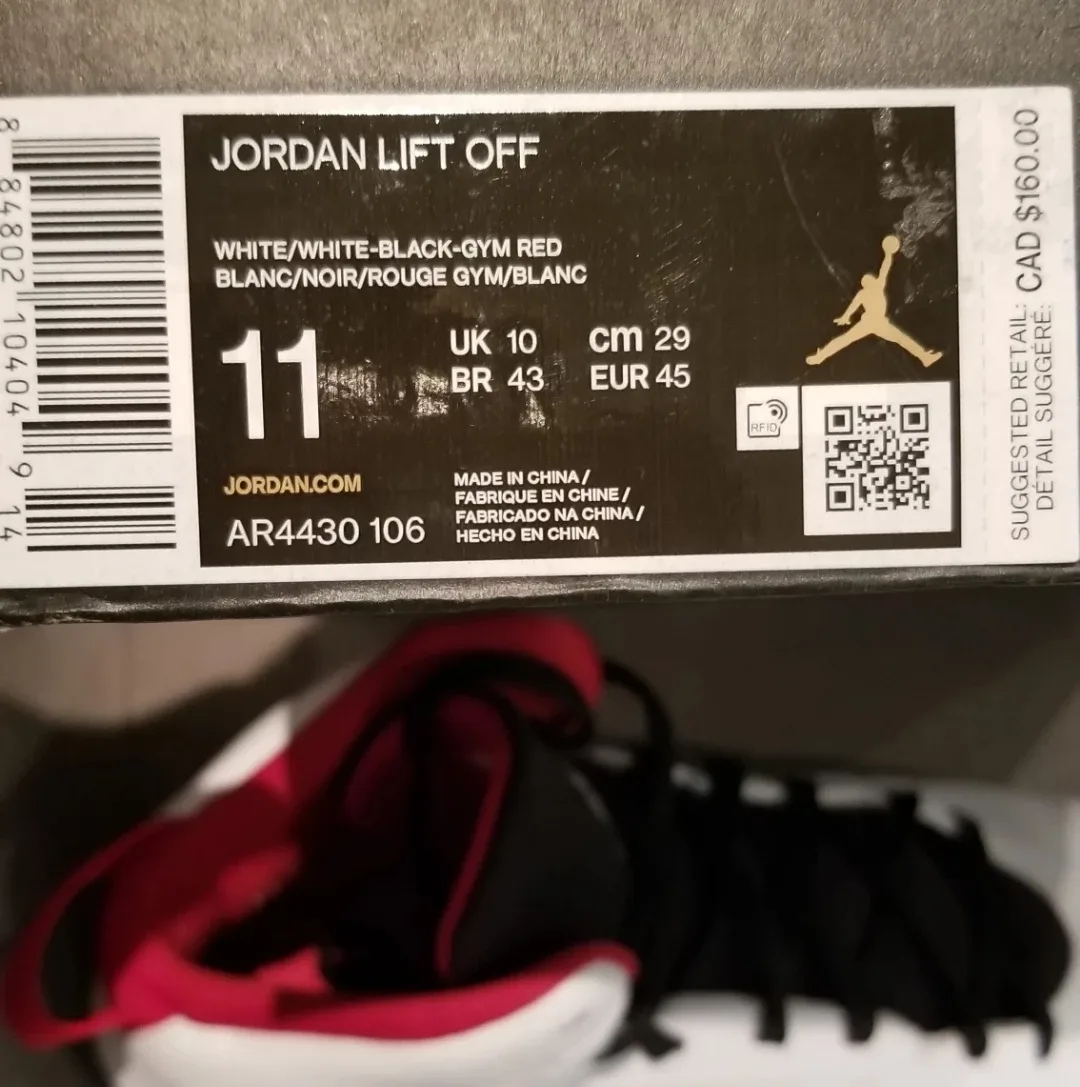 JORDAN LIFT OFF
WHITE/WHITE-BLACK-GYM RED
BLANC/NOIR/ROUGE GYM/BLANC
11
UK 10
cm 29
BR 43
EUR 45
RFID
JORDAN.COM
AR4430 106
MADE IN CHINA /
FABRIQUE EN CHINE /
FABRICADO NA CHINA /
HECHO EN CHINA
SUGGESTED RETAIL: CAD $160.00
DÉTAIL SUGGÉRÉ:
8 84802 10404 9 14